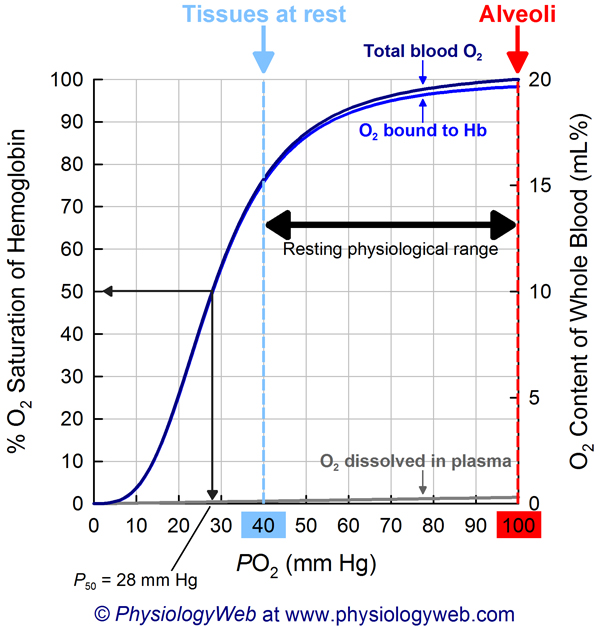 Tissues at rest
Alveoli
Total blood O₂
O₂ bound to Hb
Resting physiological range
O₂ dissolved in plasma
% O₂ Saturation of Hemoglobin
100
90
80
70
60
50
40
30
20
10
0
O₂ Content of Whole Blood (mL%)
20
15
10
5
0
0
10
20
30
40
50
60
70
80
90
100
P₅₀ = 28 mm Hg
PO₂ (mm Hg)
© PhysiologyWeb at www.physiologyweb.com